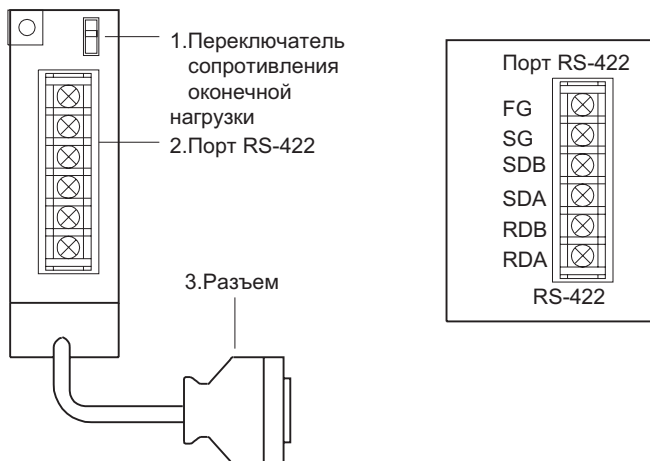 1.Переключатель
сопротивления
оконечной
нагрузки
2.Порт RS-422
3.Разъем
Порт RS-422
FG
SG
SDB
SDA
RDB
RDA
RS-422